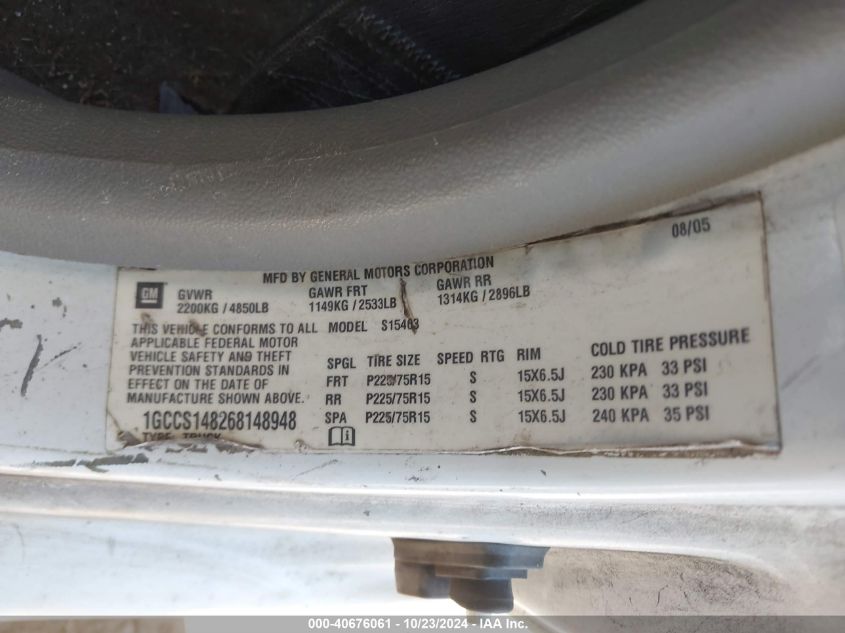 08/05
MFD BY GENERAL MOTORS CORPORATION
GM
GVWR GAWR FRT GAWR RR
2200KG / 4850LB 1149KG / 2533LB 1314KG / 2896LB
THIS VEHICLE CONFORMS TO ALL MODEL S15403
APPLICABLE FEDERAL MOTOR
VEHICLE SAFETY AND THEFT
PREVENTION STANDARDS IN
EFFECT ON THE DATE OF
MANUFACTURE SHOWN ABOVE.
SPGL TIRE SIZE SPEED RTG RIM COLD TIRE PRESSURE
FRT P225/75R15 S 15X6.5J 230 KPA 33 PSI
RR P225/75R15 S 15X6.5J 230 KPA 33 PSI
SPA P225/75R15 S 15X6.5J 240 KPA 35 PSI
1GCCS148268148948
TYPE: TRUCK
000-40676061 - 10/23/2024 - IAA Inc.